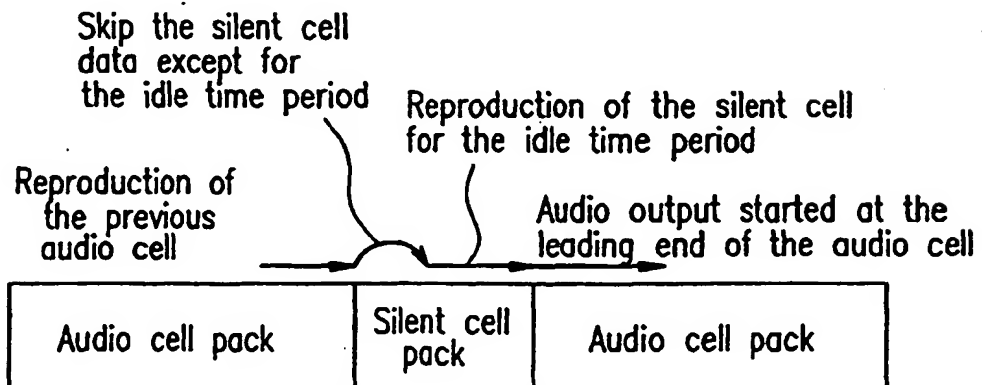 Skip the silent cell
data except for
the idle time period
Reproduction of the silent cell
for the idle time period
Reproduction of
the previous
audio cell
Audio output started at the
leading end of the audio cell
Audio cell pack
Silent cell
pack
Audio cell pack